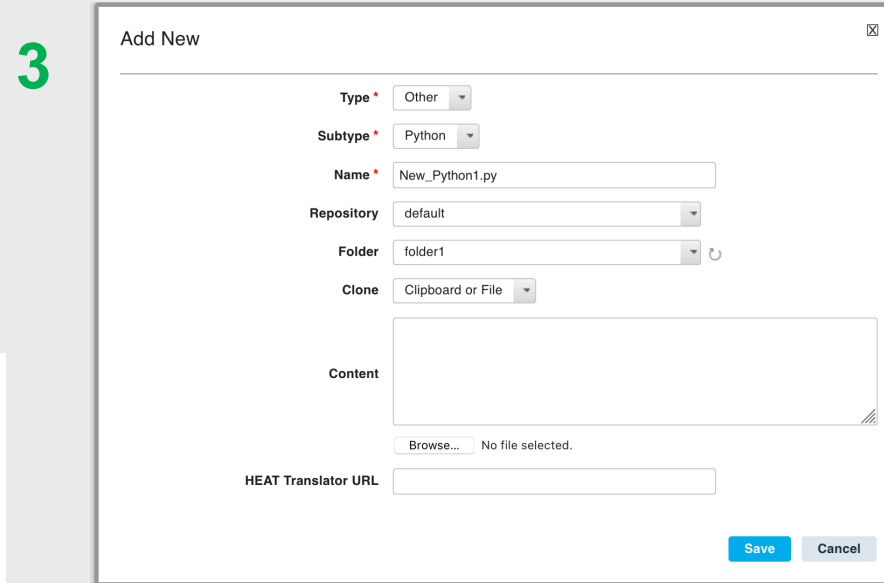 3
Add New
Type * Other
Subtype * Python
Name * New_Python1.py
Repository default
Folder folder1
Clone Clipboard or File
Content
Browse... No file selected.
HEAT Translator URL
Save Cancel